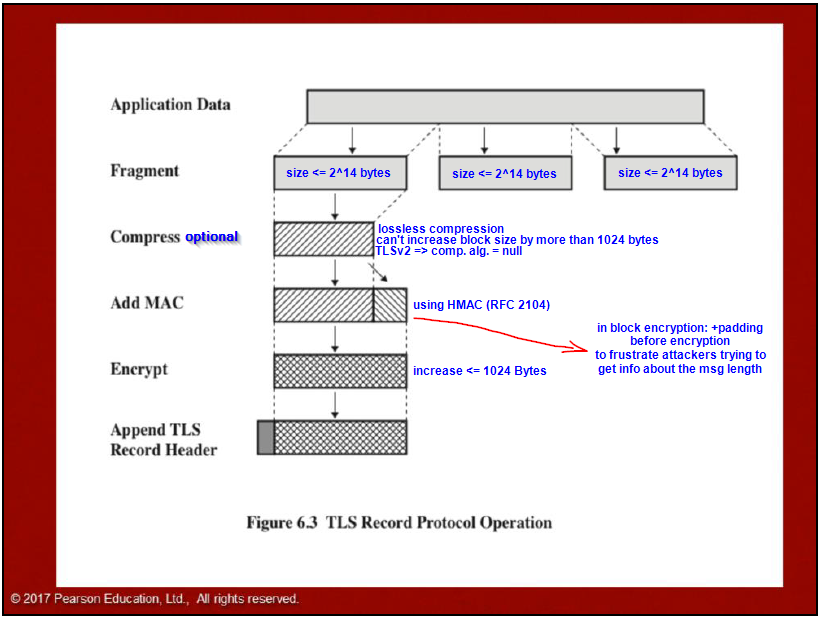 Application Data
Fragment
size <= 2^14 bytes
size <= 2^14 bytes
size <= 2^14 bytes
Compress optional
lossless compression
can't increase block size by more than 1024 bytes
TLSv2 => comp. alg. = null
Add MAC
using HMAC (RFC 2104)
in block encryption: +padding
before encryption
to frustrate attackers trying to
get info about the msg length
Encrypt
increase <= 1024 Bytes
Append TLS
Record Header
Figure 6.3 TLS Record Protocol Operation
© 2017 Pearson Education, Ltd., All rights reserved.